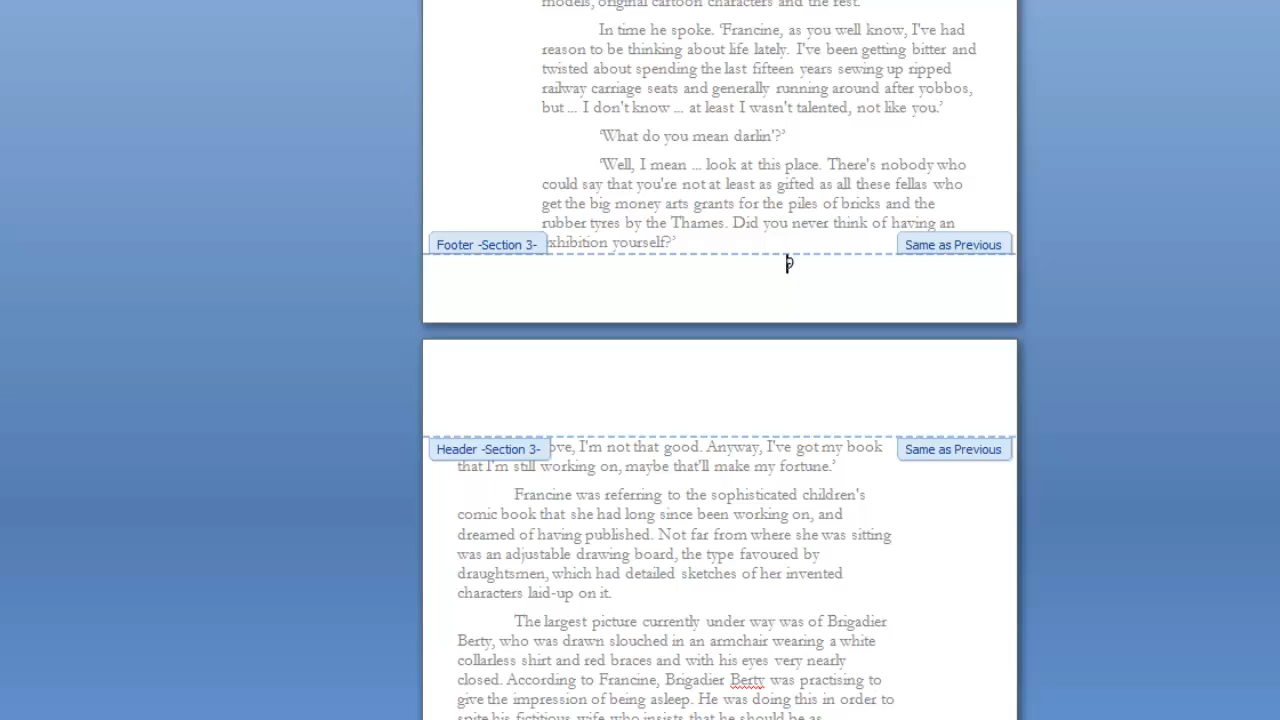 models, original cartoon characters and the rest.
In time he spoke. 'Francine, as you well know, I've had
reason to be thinking about life lately. I've been getting bitter and
twisted about spending the last fifteen years sewing up ripped
railway carriage seats and generally running around after yobbos,
but ... I don't know ... at least I wasn't talented, not like you.'
'What do you mean darlin'?'
'Well, I mean ... look at this place. There's nobody who
could say that you're not at least as gifted as all these fellas who
get the big money arts grants for the piles of bricks and the
rubber tyres by the Thames. Did you never think of having an
exhibition yourself?'
Footer -Section 3-
Same as Previous
Header -Section 3-
Same as Previous
I'm not that good. Anyway, I've got my book
that I'm still working on, maybe that'll make my fortune.'
Francine was referring to the sophisticated children's
comic book that she had long since been working on, and
dreamed of having published. Not far from where she was sitting
was an adjustable drawing board, the type favoured by
draughtsmen, which had detailed sketches of her invented
characters laid-up on it.
The largest picture currently under way was of Brigadier
Berty, who was drawn slouched in an armchair wearing a white
collarless shirt and red braces and with his eyes very nearly
closed. According to Francine, Brigadier Berty was practising to
give the impression of being asleep. He was doing this in order to
spite his fictitious wife who insists that he should be as